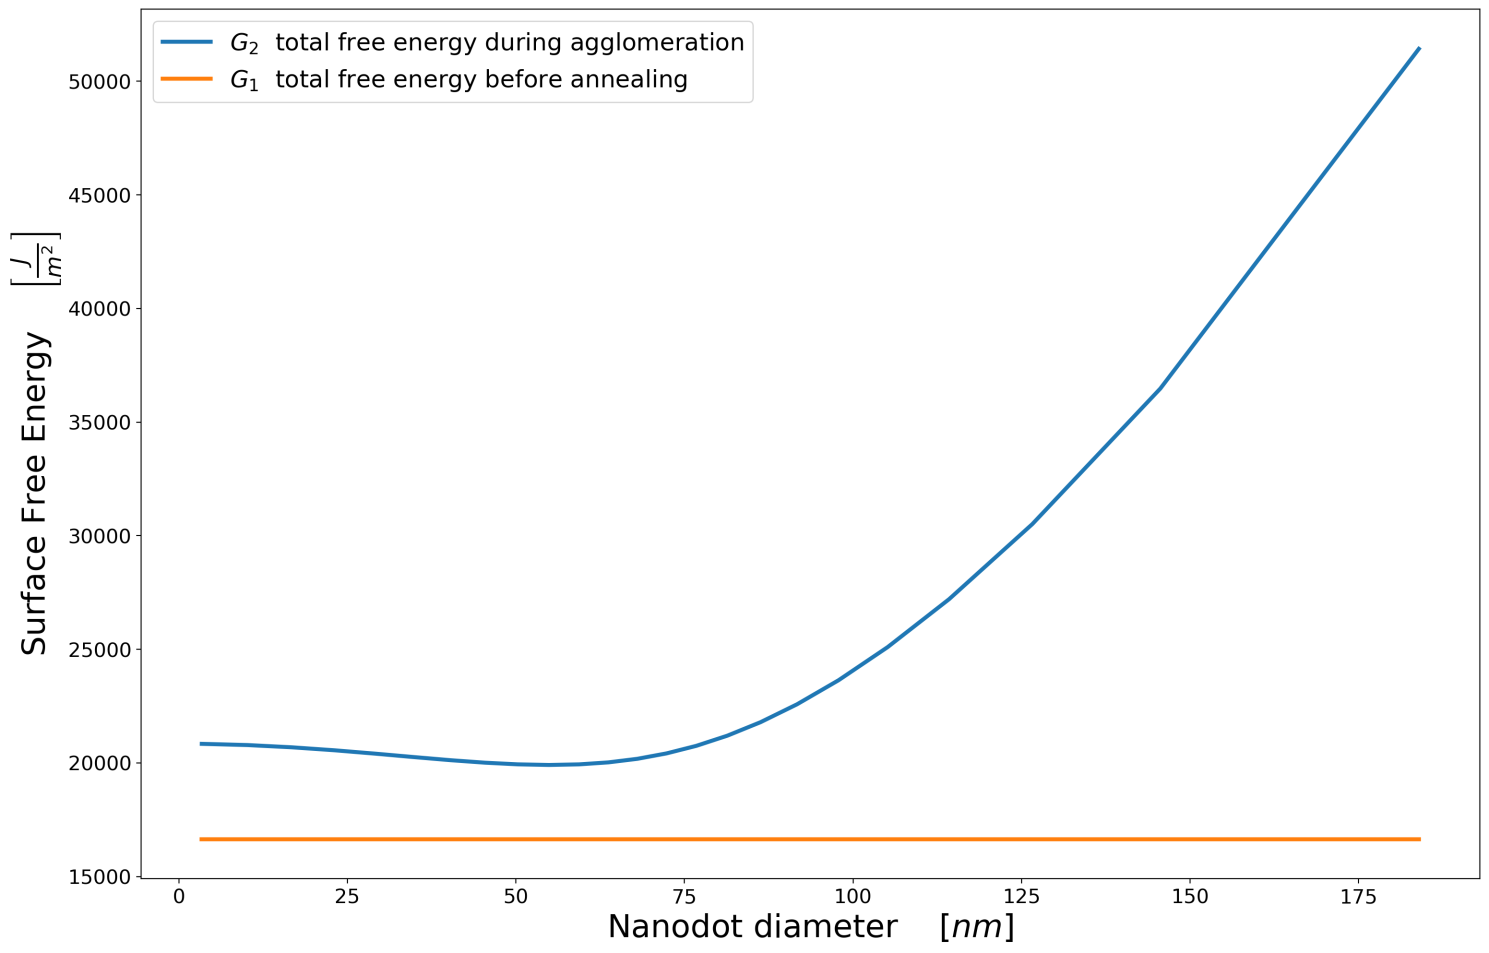 G₂ total free energy during agglomeration
G₁ total free energy before annealing
Surface Free Energy [J/m²]
50000
45000
40000
35000
30000
25000
20000
15000
0 25 50 75 100 125 150 175
Nanodot diameter [nm]